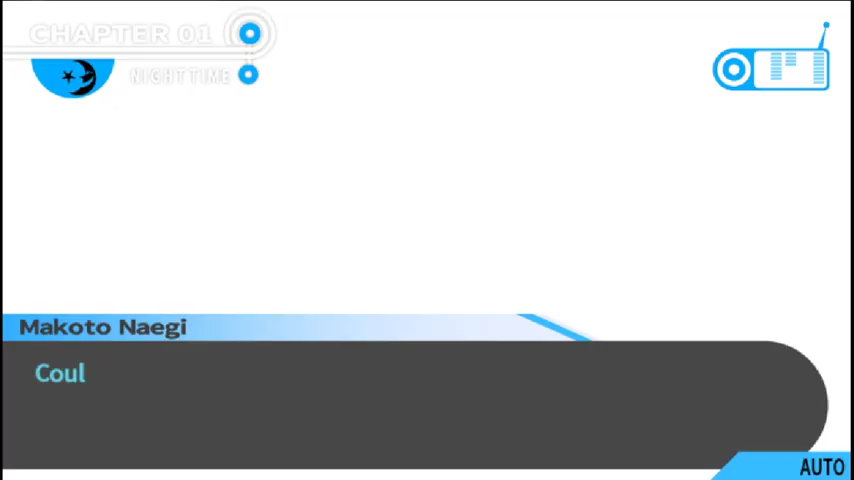 CHAPTER 01
NIGHTTIME
Makoto Naegi
Coul
AUTO